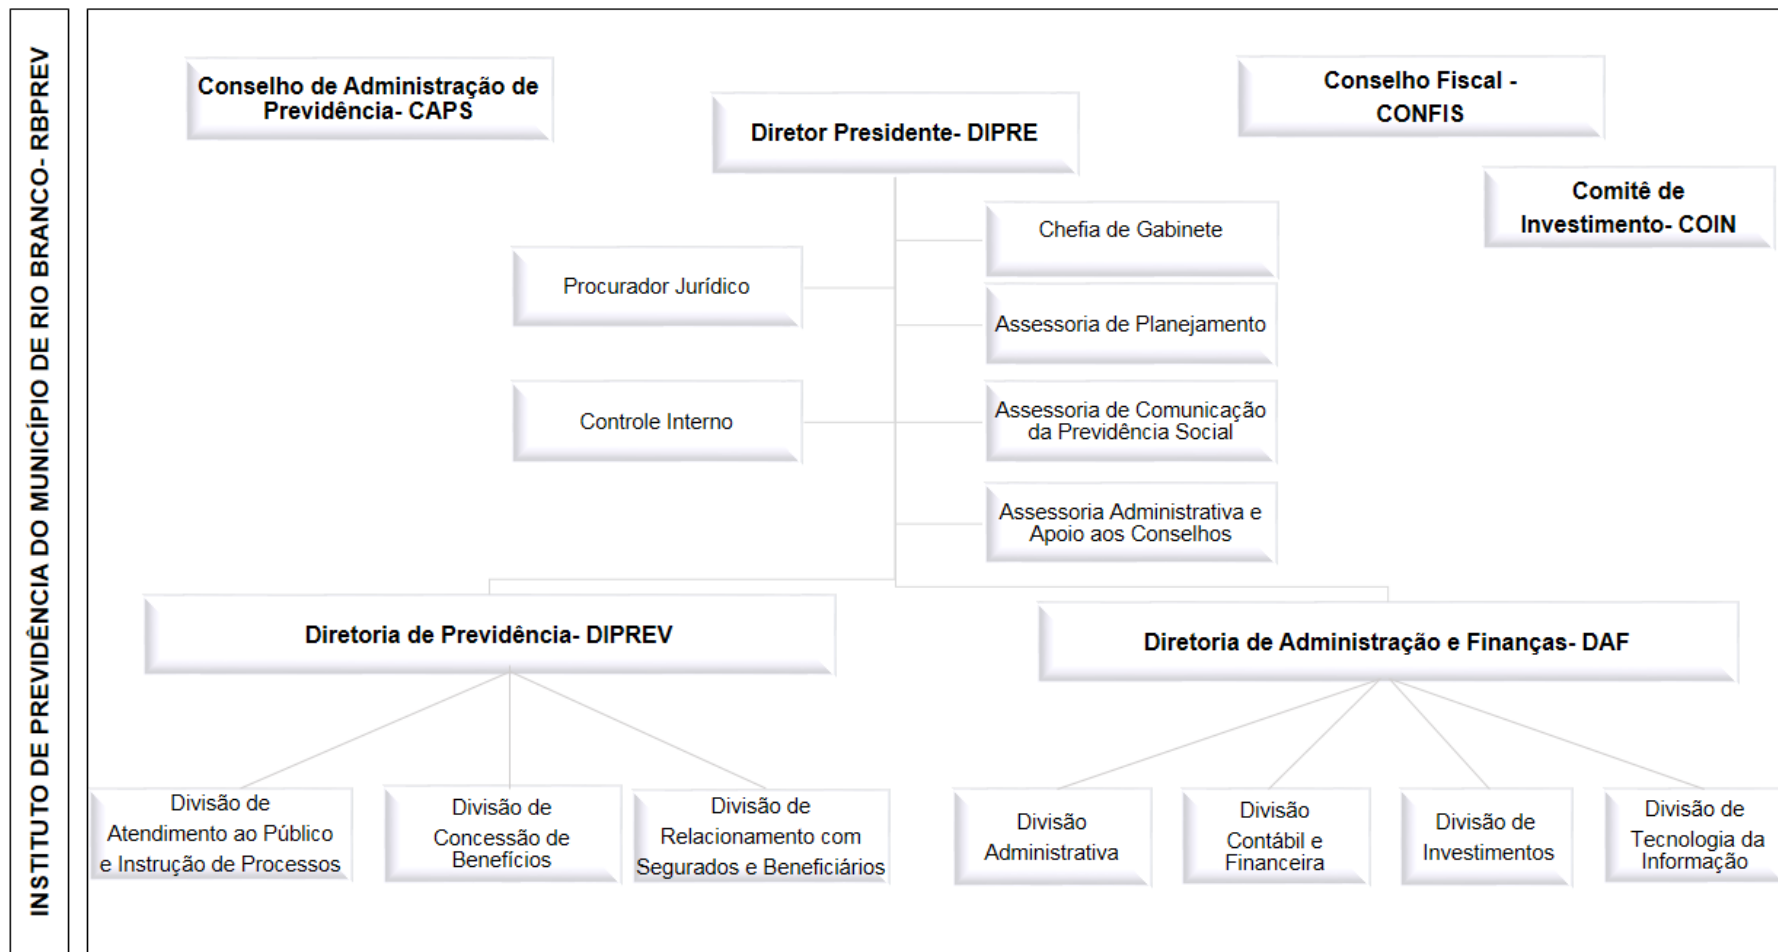 INSTITUTO DE PREVIDÊNCIA DO MUNICÍPIO DE RIO BRANCO- RBPREV
Conselho de Administração de
Previdência- CAPS
Diretor Presidente- DIPRE
Conselho Fiscal -
CONFIS
Comitê de
Investimento- COIN
Chefia de Gabinete
Procurador Jurídico
Assessoria de Planejamento
Controle Interno
Assessoria de Comunicação
da Previdência Social
Assessoria Administrativa e
Apoio aos Conselhos
Diretoria de Previdência- DIPREV
Diretoria de Administração e Finanças- DAF
Divisão de
Atendimento ao Público
e Instrução de Processos
Divisão de
Concessão de
Benefícios
Divisão de
Relacionamento com
Segurados e Beneficiários
Divisão
Administrativa
Divisão
Contábil e
Financeira
Divisão de
Investimentos
Divisão de
Tecnologia da
Informação